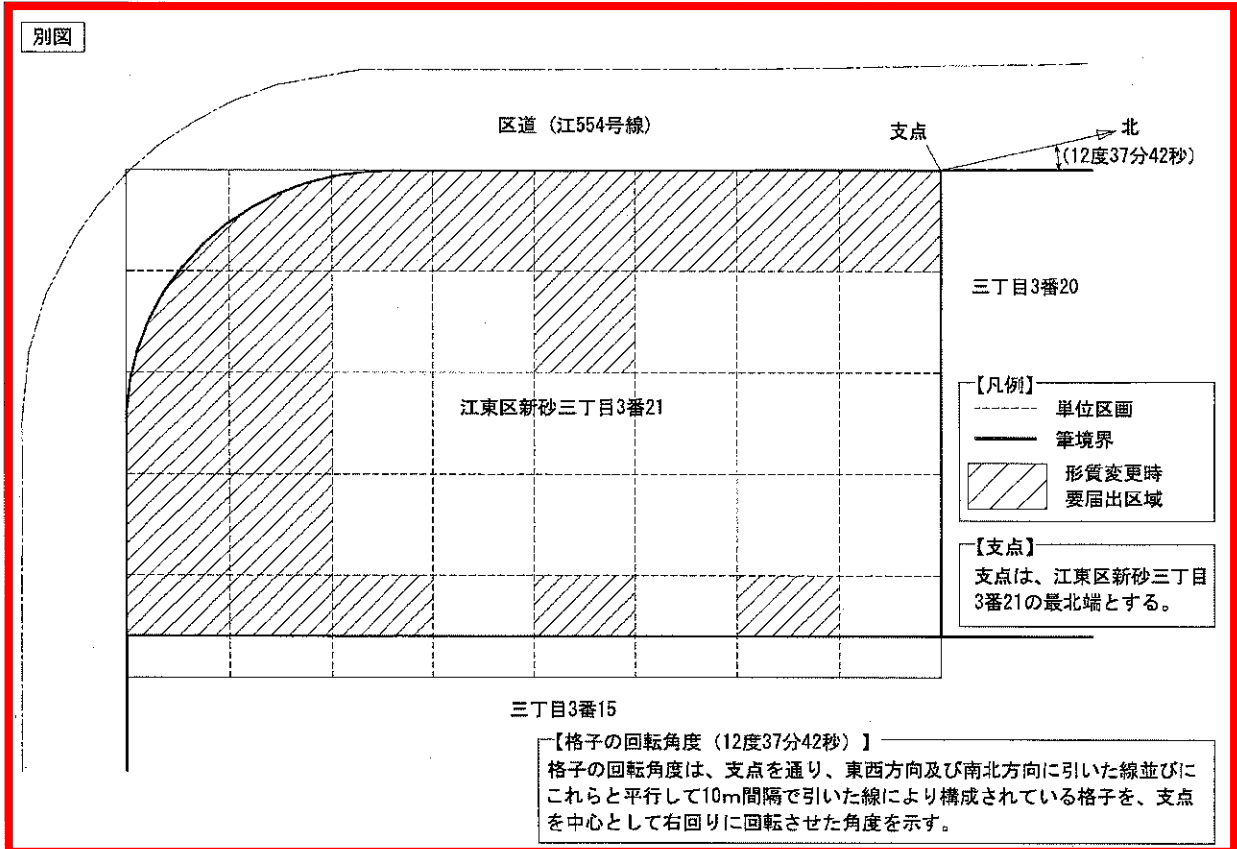 別図
区道（江554号線）
支点
北
(12度37分42秒)
三丁目3番20
江東区新砂三丁目3番21
【凡例】
単位区画
筆境界
形質変更時
要届出区域
【支点】
支点は、江東区新砂三丁目
3番21の最北端とする。
三丁目3番15
【格子の回転角度（12度37分42秒）】
格子の回転角度は、支点を通り、東西方向及び南北方向に引いた線並びに
これらと平行して10m間隔で引いた線により構成されている格子を、支点
を中心として右回りに回転させた角度を示す。